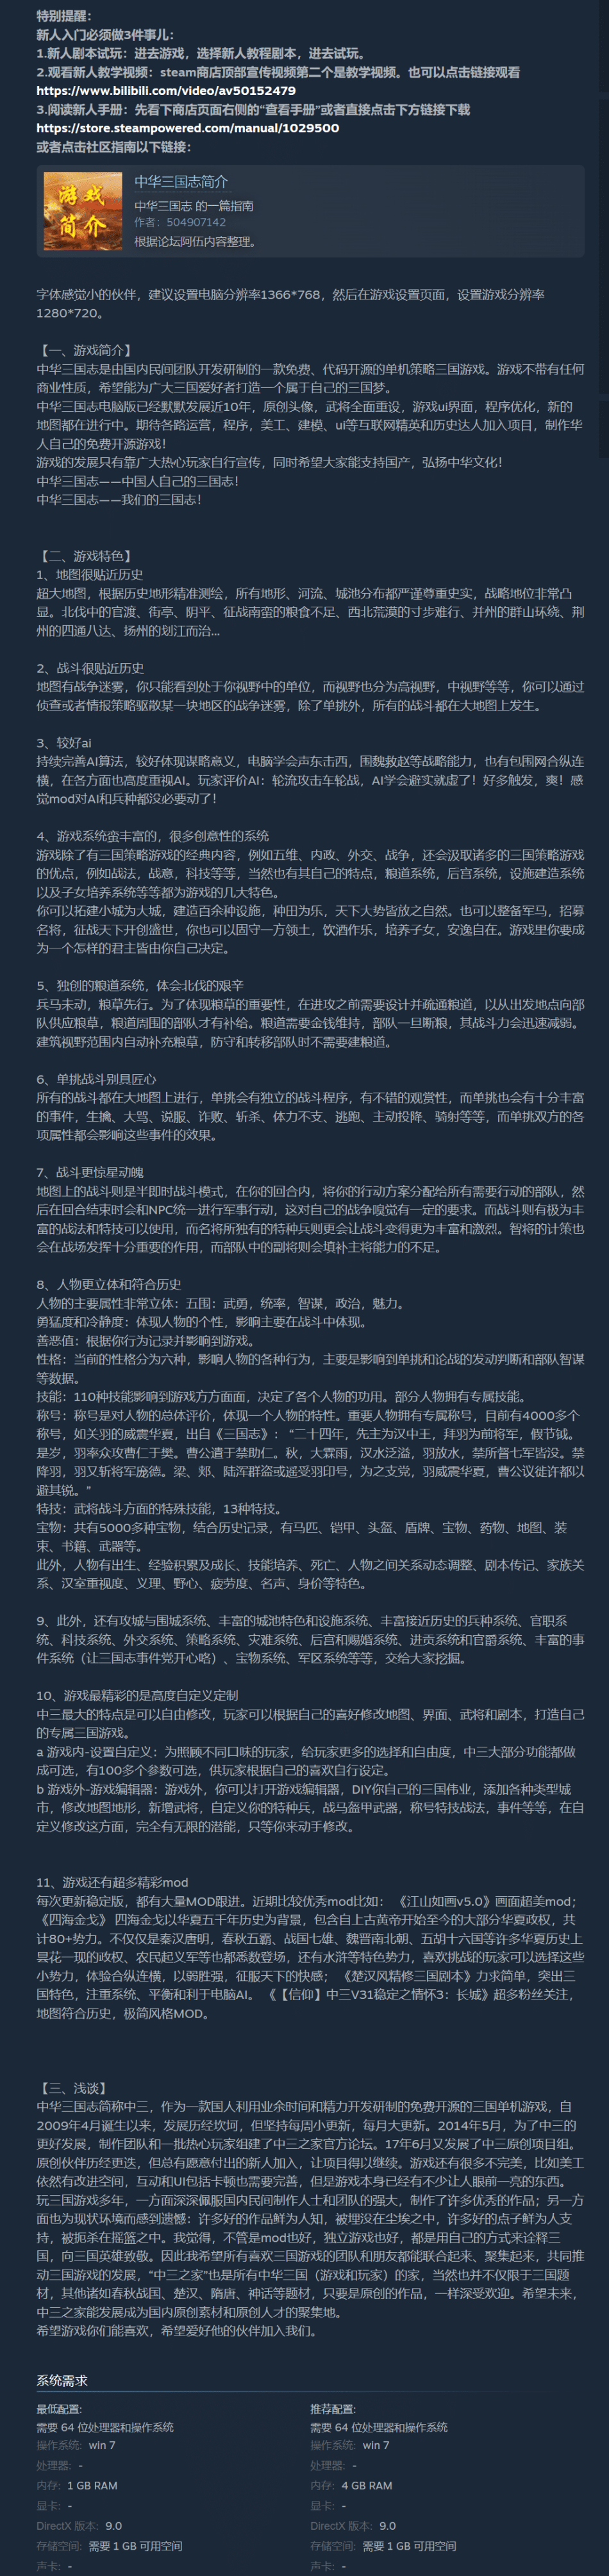 特别提醒：
新人入门必须做3件事儿：
1.新人剧本试玩：进去游戏，选择新人教程剧本，进去试玩。
2.观看新人教学视频：steam商店顶部宣传视频第二个是教学视频。也可以点击链接观看
https://www.bilibili.com/video/av50152479
3.阅读新人手册：先看下商店页面右侧的“查看手册”或者直接点击下方链接下载
https://store.steampowered.com/manual/1029500
或者点击社区指南以下链接：
游戏
简介
中华三国志简介
中华三国志 的一篇指南
作者：504907142
根据论坛阿伍内容整理。
字体感觉小的伙伴，建议设置电脑分辨率1366*768，然后在游戏设置页面，设置游戏分辨率
1280*720。
【一、游戏简介】
中华三国志是由国内民间团队开发研制的一款免费、代码开源的单机策略三国游戏。游戏不带有任何
商业性质，希望能为广大三国爱好者打造一个属于自己的三国梦。
中华三国志电脑版已经默默发展近10年，原创头像，武将全面重设，游戏ui界面，程序优化，新的
地图都在进行中。期待各路运营，程序，美工、建模、ui等互联网精英和历史达人加入项目，制作华
人自己的免费开源游戏！
游戏的发展只有靠广大热心玩家自行宣传，同时希望大家能支持国产，弘扬中华文化！
中华三国志——中国人自己的三国志！
中华三国志——我们的三国志！
【二、游戏特色】
1、地图很贴近历史
超大地图，根据历史地形精准测绘，所有地形、河流、城池分布都严谨尊重史实，战略地位非常凸
显。北伐中的官渡、街亭、阴平、征战南蛮的粮食不足、西北荒漠的寸步难行、并州的群山环绕、荆
州的四通八达、扬州的划江而治...
2、战斗很贴近历史
地图有战争迷雾，你只能看到处于你视野中的单位，而视野也分为高视野，中视野等等，你可以通过
侦查或者情报策略驱散某一块地区的战争迷雾，除了单挑外，所有的战斗都在大地图上发生。
3、较好ai
持续完善AI算法，较好体现谋略意义，电脑学会声东击西，围魏救赵等战略能力，也有包围网合纵连
横，在各方面也高度重视AI。玩家评价AI：轮流攻击车轮战，AI学会避实就虚了！好多触发，爽！感
觉mod对AI和兵种都没必要动了！
4、游戏系统蛮丰富的，很多创意性的系统
游戏除了有三国策略游戏的经典内容，例如五维、内政、外交、战争，还会汲取诸多的三国策略游戏
的优点，例如战法，战意，科技等等，当然也有其自己的特点，粮道系统，后宫系统，设施建造系统
以及子女培养系统等等都为游戏的几大特色。
你可以拓建小城为大城，建造百余种设施，种田为乐，天下大势皆放之自然。也可以整备军马，招募
名将，征战天下开创盛世，你也可以固守一方领土，饮酒作乐，培养子女，安逸自在。游戏里你要成
为一个怎样的君主皆由你自己决定。
5、独创的粮道系统，体会北伐的艰辛
兵马未动，粮草先行。为了体现粮草的重要性，在进攻之前需要设计并疏通粮道，以从出发地点向部
队供应粮草，粮道周围的部队才有补给。粮道需要金钱维持，部队一旦断粮，其战斗力会迅速减弱。
建筑视野范围内自动补充粮草，防守和转移部队时不需要建粮道。
6、单挑战斗别具匠心
所有的战斗都在大地图上进行，单挑会有独立的战斗程序，有不错的观赏性，而单挑也会有十分丰富
的事件，生擒、大骂、说服、诈败、斩杀、体力不支、逃跑、主动投降、骑射等等，而单挑双方的各
项属性都会影响这些事件的效果。
7、战斗更惊星动魄
地图上的战斗则是半即时战斗模式，在你的回合内，将你的行动方案分配给所有需要行动的部队，然
后在回合结束时会和NPC统一进行军事行动，这对自己的战争嗅觉有一定的要求。而战斗则有极为丰
富的战法和特技可以使用，而名将所独有的特种兵则更会让战斗变得更为丰富和激烈。智将的计策也
会在战场发挥十分重要的作用，而部队中的副将则会填补主将能力的不足。
8、人物更立体和符合历史
人物的主要属性非常立体：五围：武勇，统率，智谋，政治，魅力。
勇猛度和冷静度：体现人物的个性，影响主要在战斗中体现。
善恶值：根据你行为记录并影响到游戏。
性格：当前的性格分为六种，影响人物的各种行为，主要是影响到单挑和论战的发动判断和部队智谋
等数据。
技能：110种技能影响到游戏方方面面，决定了各个人物的功用。部分人物拥有专属技能。
称号：称号是对人物的总体评价，体现一个人物的特性。重要人物拥有专属称号，目前有4000多个
称号，如关羽的威震华夏，出自《三国志》：“二十四年，先主为汉中王，拜羽为前将军，假节钺。
是岁，羽率众攻曹仁于樊。曹公遣于禁助仁。秋，大霖雨，汉水泛溢，羽放水，禁所督七军皆没。禁
降羽，羽又斩将军庞德。梁、郏、陆浑群盗或遥受羽印号，为之支党，羽威震华夏，曹公议徙许都以
避其锐。”
特技：武将战斗方面的特殊技能，13种特技。
宝物：共有5000多种宝物，结合历史记录，有马匹、铠甲、头盔、盾牌、宝物、药物、地图、装
束、书籍、武器等。
此外，人物有出生、经验积累及成长、技能培养、死亡、人物之间关系动态调整、剧本传记、家族关
系、汉室重视度、义理、野心、疲劳度、名声、身价等特色。
9、此外，还有攻城与围城系统、丰富的城池特色和设施系统、丰富接近历史的兵种系统、官职系
统、科技系统、外交系统、策略系统、灾难系统、后宫和赐婚系统、进贡系统和官爵系统、丰富的事
件系统（让三国志事件党开心咯）、宝物系统、军区系统等等，交给大家挖掘。
10、游戏最精彩的是高度自定义定制
中三最大的特点是可以自由修改，玩家可以根据自己的喜好修改地图、界面、武将和剧本，打造自己
的专属三国游戏。
a 游戏内-设置自定义：为照顾不同口味的玩家，给玩家更多的选择和自由度，中三大部分功能都做
成可选，有100多个参数可选，供玩家根据自己的喜欢自行设定。
b 游戏外-游戏编辑器：游戏外，你可以打开游戏编辑器，DIY你自己的三国伟业，添加各种类型城
市，修改地图地形，新增武将，自定义你的特种兵，战马盔甲武器，称号特技战法，事件等等，在自
定义修改这方面，完全有无限的潜能，只等你来动手修改。
11、游戏还有超多精彩mod
每次更新稳定版，都有大量MOD跟进。近期比较优秀mod比如： 《江山如画v5.0》画面超美mod；
《四海金戈》 四海金戈以华夏五千年历史为背景，包含自上古黄帝开始至今的大部分华夏政权，共
计80+势力。不仅仅是秦汉唐明，春秋五霸、战国七雄、魏晋南北朝、五胡十六国等许多华夏历史上
昙花一现的政权、农民起义军等也都悉数登场，还有水浒等特色势力，喜欢挑战的玩家可以选择这些
小势力，体验合纵连横，以弱胜强，征服天下的快感； 《楚汉风精修三国剧本》力求简单，突出三
国特色，注重系统、平衡和利于电脑AI。 《【信仰】中三V31稳定之情怀3：长城》超多粉丝关注，
地图符合历史，极简风格MOD。
【三、浅谈】
中华三国志简称中三，作为一款国人利用业余时间和精力开发研制的免费开源的三国单机游戏，自
2009年4月诞生以来，发展历经坎坷，但坚持每周小更新，每月大更新。2014年5月，为了中三的
更好发展，制作团队和一批热心玩家组建了中三之家官方论坛。17年6月又发展了中三原创项目组。
原创伙伴历经更迭，但总有愿意付出的新人加入，让项目得以继续。游戏还有很多不完美，比如美工
依然有改进空间，互动和UI包括卡顿也需要完善，但是游戏本身已经有不少让人眼前一亮的东西。
玩三国游戏多年，一方面深深佩服国内民间制作人士和团队的强大，制作了许多优秀的作品；另一方
面也为现状环境而感到遗憾：许多好的作品鲜为人知，被埋没在尘埃之中，许多好的点子鲜为人支
持，被扼杀在摇篮之中。我觉得，不管是mod也好，独立游戏也好，都是用自己的方式来诠释三
国，向三国英雄致敬。因此我希望所有喜欢三国游戏的团队和朋友都能联合起来、聚集起来，共同推
动三国游戏的发展，“中三之家”也是所有中华三国（游戏和玩家）的家，当然也并不仅限于三国题
材，其他诸如春秋战国、楚汉、隋唐、神话等题材，只要是原创的作品，一样深受欢迎。希望未来，
中三之家能发展成为国内原创素材和原创人才的聚集地。
希望游戏你们能喜欢，希望爱好他的伙伴加入我们。
系统需求
最低配置:
需要 64 位处理器和操作系统
操作系统: win 7
处理器: -
内存: 1 GB RAM
显卡: -
DirectX 版本: 9.0
存储空间: 需要 1 GB 可用空间
声卡: -
推荐配置:
需要 64 位处理器和操作系统
操作系统: win 7
处理器: -
内存: 4 GB RAM
显卡: -
DirectX 版本: 9.0
存储空间: 需要 1 GB 可用空间
声卡: -